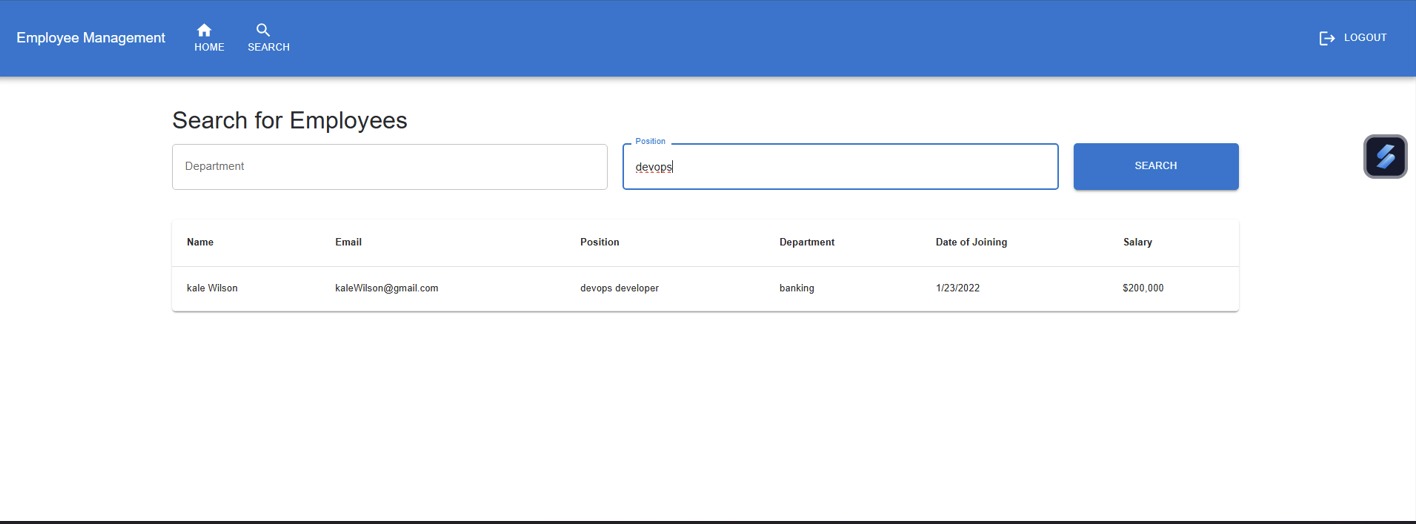 Employee Management
HOME
SEARCH
LOGOUT
Search for Employees
Department
Position
devops
SEARCH
Name Email Position Department Date of Joining Salary
kale Wilson kaleWilson@gmail.com devops developer banking 1/23/2022 $200,000